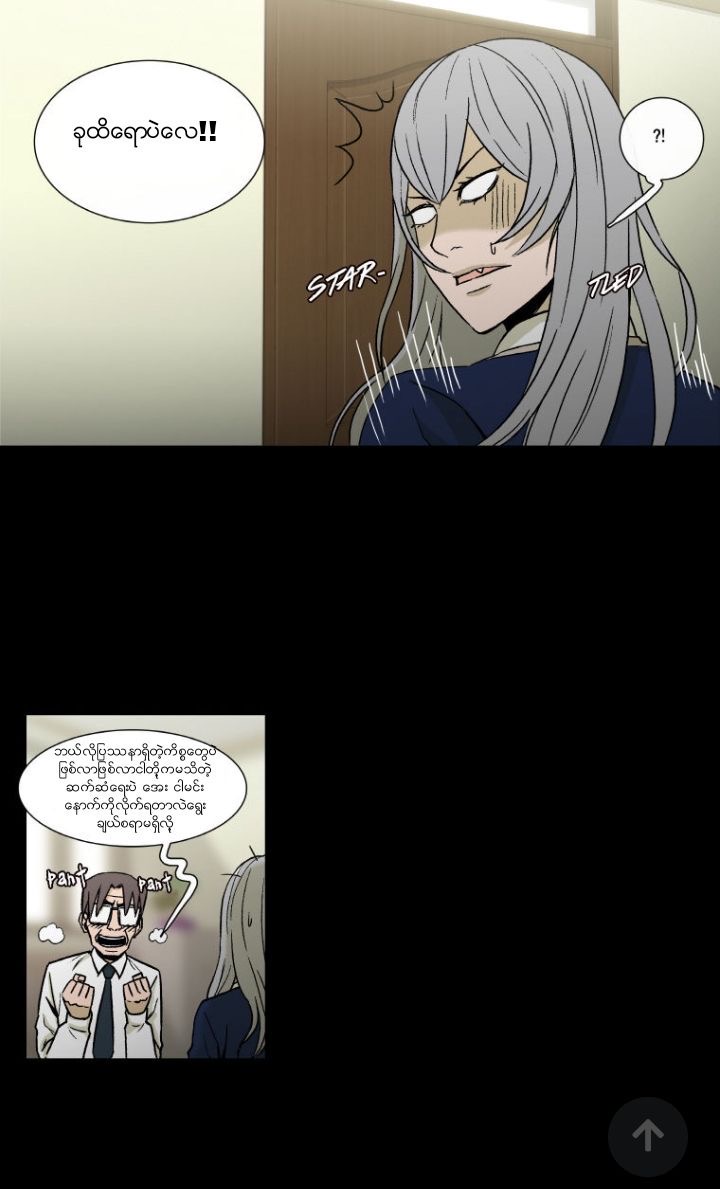 ခုထိရောပဲလေ!!
?!
STAR-
TLED
ဘယ်လိုပြဿနာရှိတဲ့ကိစ္စတွေပဲ
ဖြစ်လာဖြစ်လာငါတို့ကမသိတဲ့
ဆက်ဆံရေးပဲ အေး ငါမင်း
နောက်ကိုလိုက်ရတာလဲရွေး
ချယ်စရာမရှိလို့
pant
pant